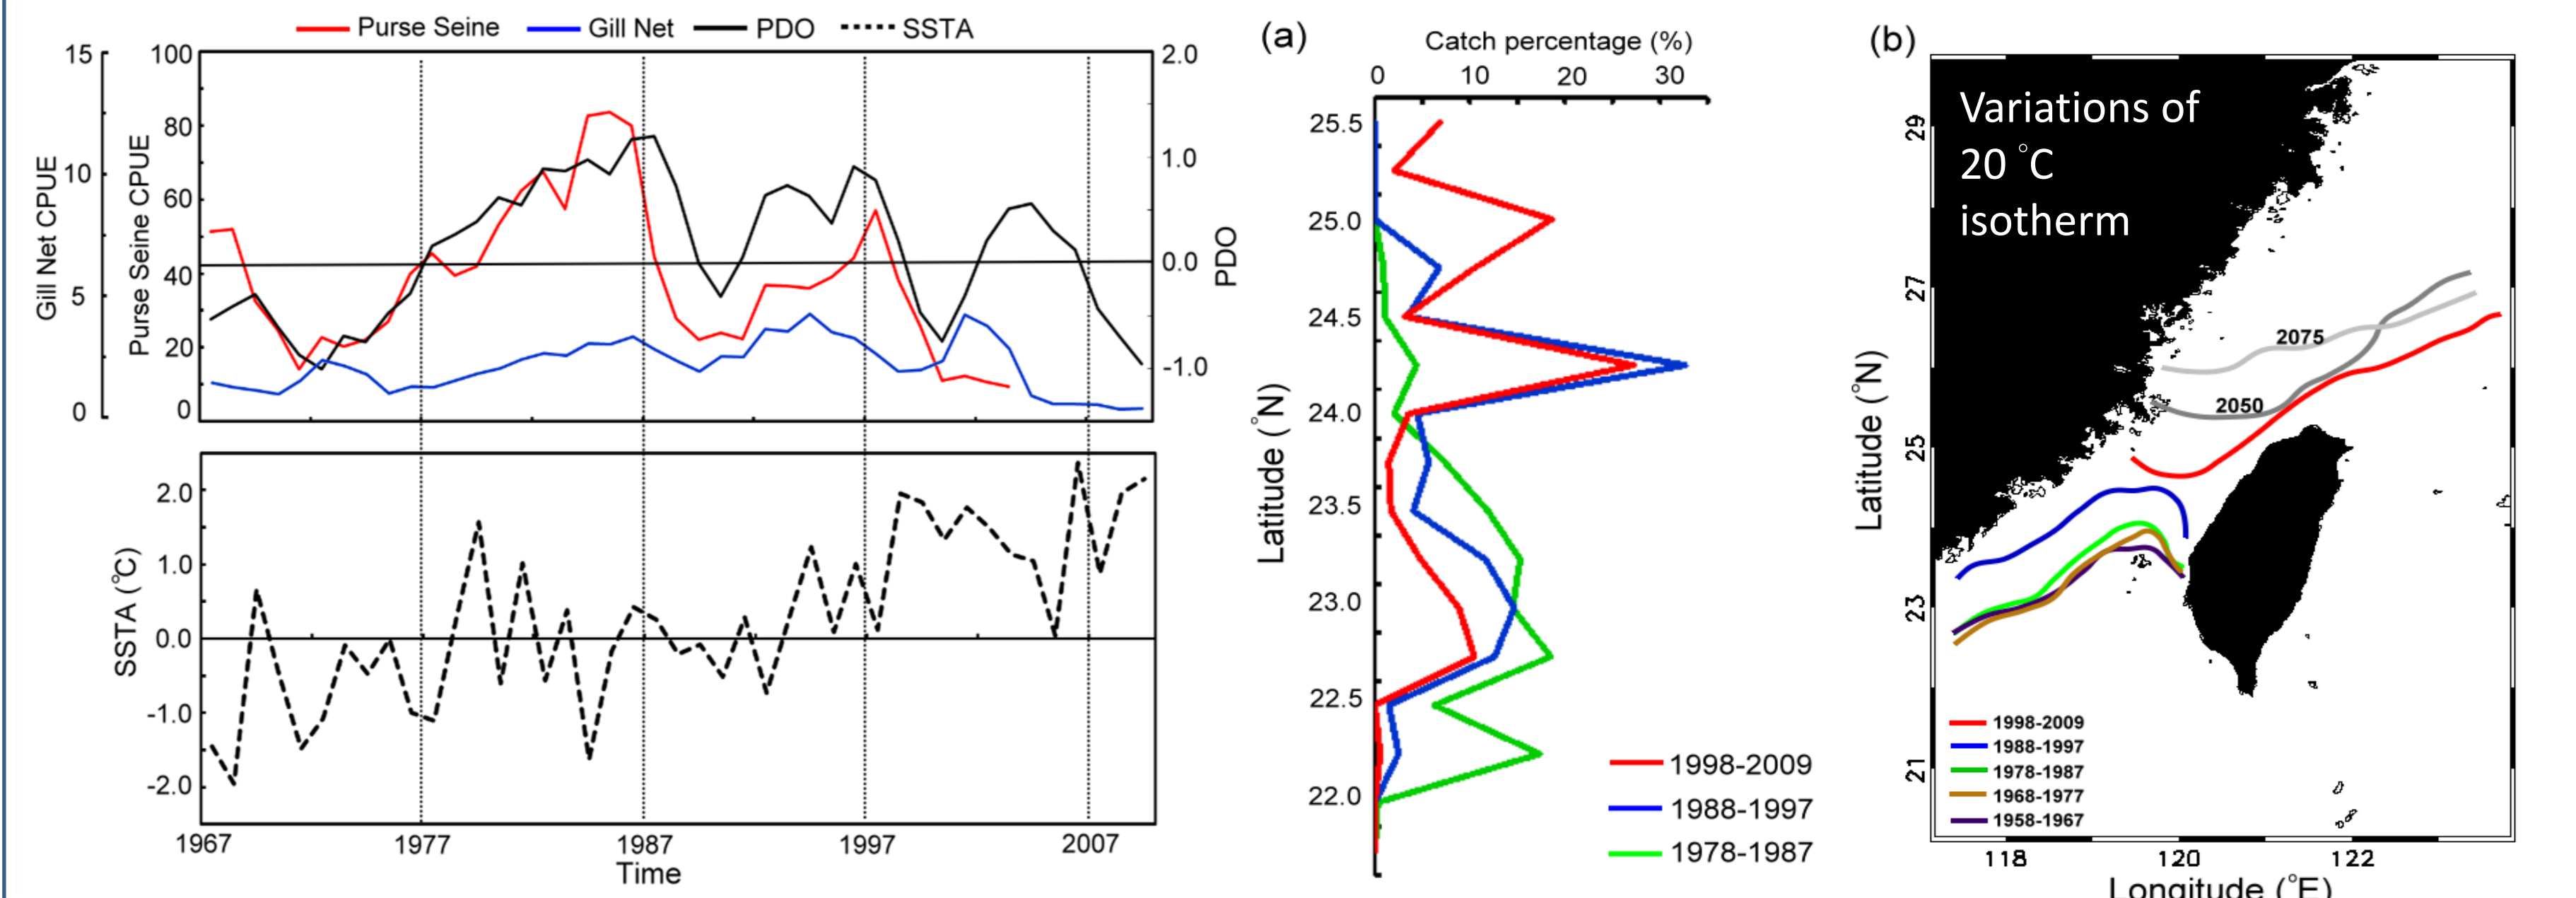 Purse Seine Gill Net PDO SSTA
15
10
5
0
Gill Net CPUE
100
80
60
40
20
0
Purse Seine CPUE
2.0
1.0
0.0
-1.0
PDO
2.0
1.0
0.0
-1.0
-2.0
SSTA (°C)
1967 1977 1987 1997 2007
Time
(a)
Catch percentage (%)
0 10 20 30
25.5
25.0
24.5
24.0
23.5
23.0
22.5
22.0
Latitude (°N)
1998-2009
1988-1997
1978-1987
(b)
Variations of
20 °C
isotherm
29
27
25
23
21
Latitude (°N)
2075
2050
1998-2009
1988-1997
1978-1987
1968-1977
1958-1967
118 120 122
Longitude (°E)